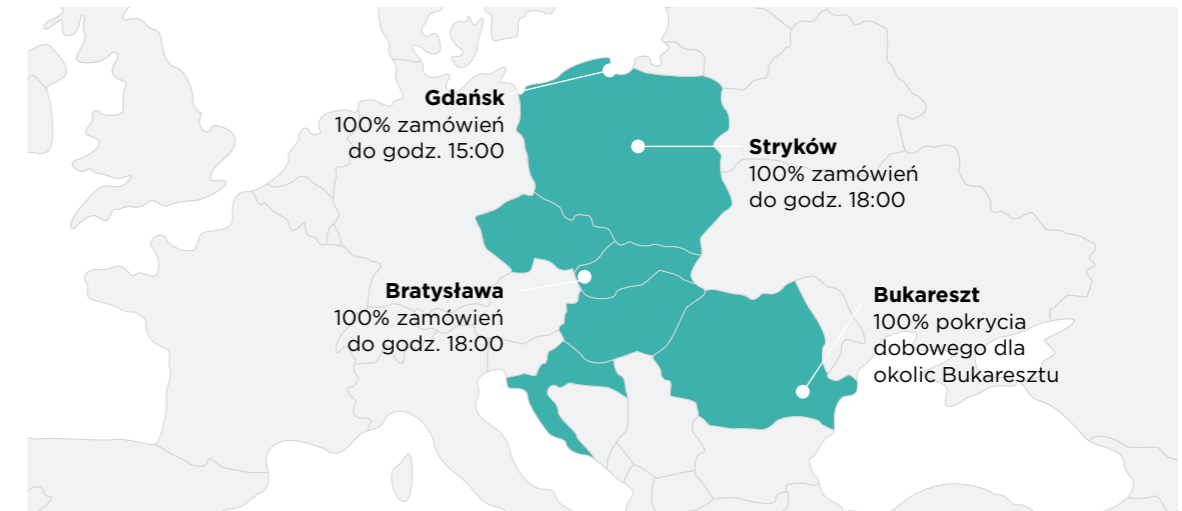 Gdańsk
100% zamówień
do godz. 15:00
Stryków
100% zamówień
do godz. 18:00
Bratysława
100% zamówień
do godz. 18:00
Bukareszt
100% pokrycia
dobowego dla
okolic Bukaresztu